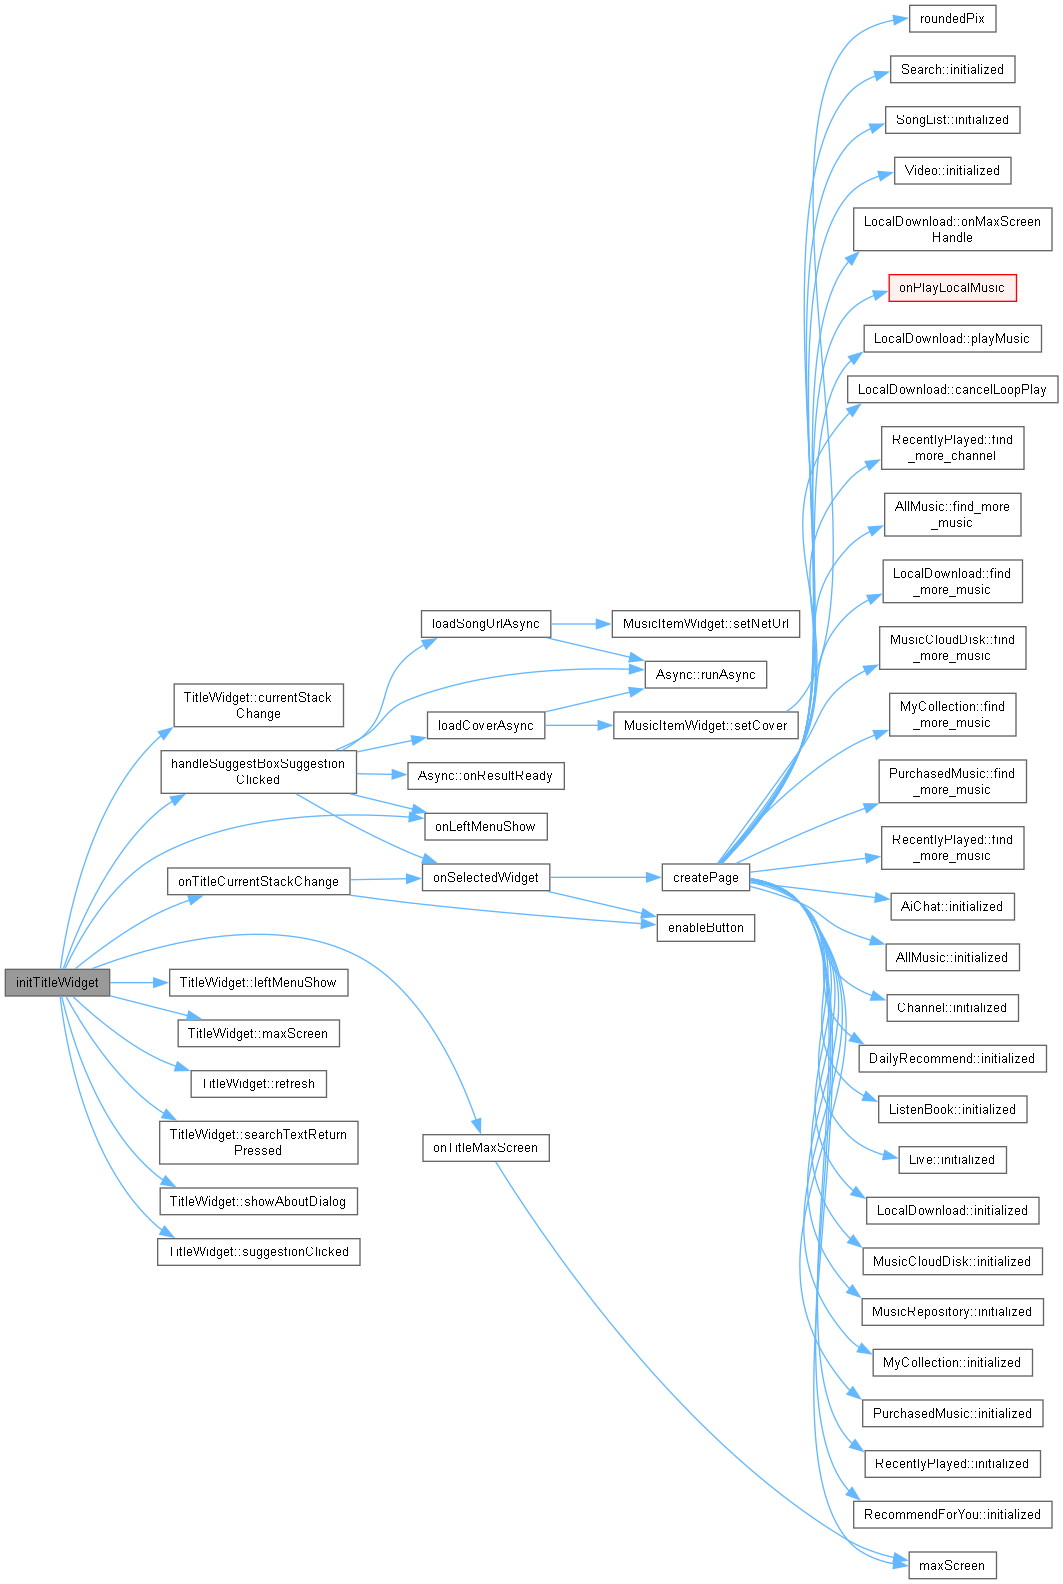 roundedPix
Search::initialized
SongList::initialized
Video::initialized
LocalDownload::onMaxScreen
Handle
onPlayLocalMusic
LocalDownload::playMusic
LocalDownload::cancelLoopPlay
RecentlyPlayed::find
_more_channel
AllMusic::find_more
_music
LocalDownload::find
_more_music
loadSongUrlAsync
MusicItemWidget::setNetUrl
MusicCloudDisk::find
_more_music
Async::runAsync
TitleWidget::currentStack
Change
loadCoverAsync
MusicItemWidget::setCover
MyCollection::find
_more_music
handleSuggestBoxSuggestion
Clicked
Async::onResultReady
PurchasedMusic::find
_more_music
onLeftMenuShow
RecentlyPlayed::find
_more_music
onTitleCurrentStackChange
onSelectedWidget
createPage
AiChat::initialized
enableButton
AllMusic::initialized
initTitleWidget
TitleWidget::leftMenuShow
Channel::initialized
TitleWidget::maxScreen
DailyRecommend::initialized
TitleWidget::refresh
ListenBook::initialized
TitleWidget::searchTextReturn
Pressed
onTitleMaxScreen
Live::initialized
TitleWidget::showAboutDialog
LocalDownload::initialized
TitleWidget::suggestionClicked
MusicCloudDisk::initialized
MusicRepository::initialized
MyCollection::initialized
PurchasedMusic::initialized
RecentlyPlayed::initialized
RecommendForYou::initialized
maxScreen